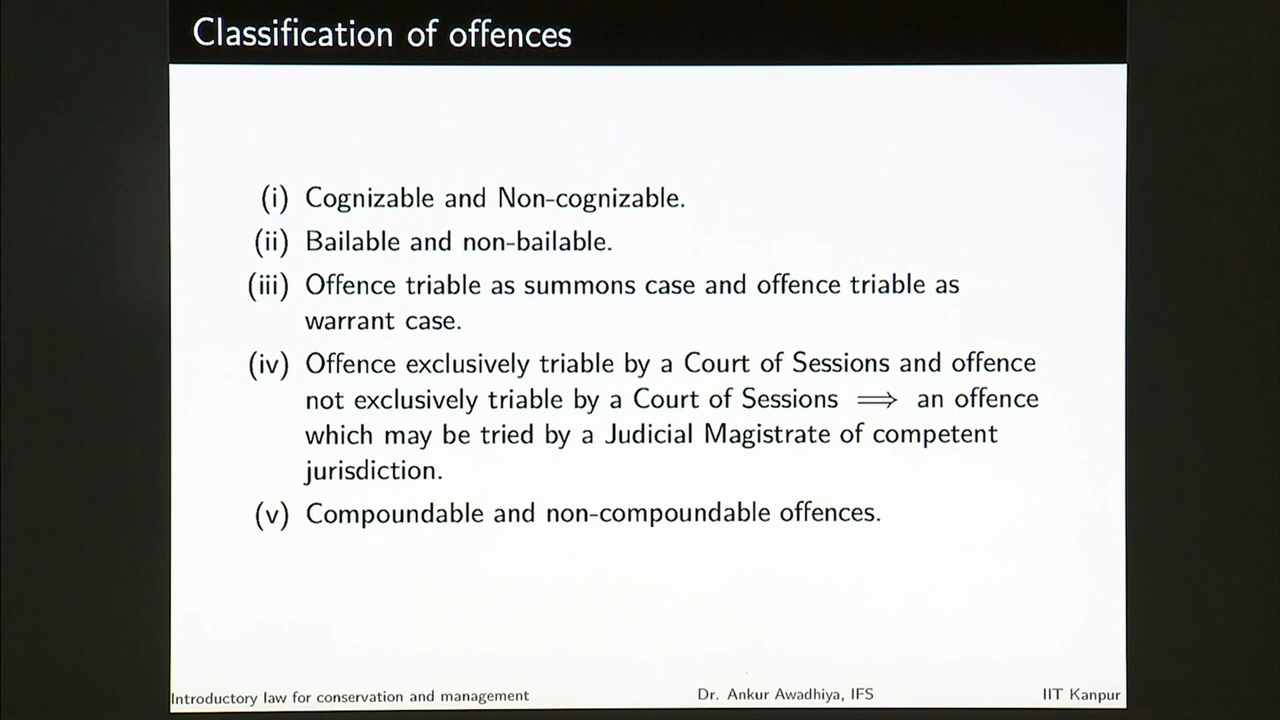 Classification of offences
(i) Cognizable and Non-cognizable.
(ii) Bailable and non-bailable.
(iii) Offence triable as summons case and offence triable as
warrant case.
(iv) Offence exclusively triable by a Court of Sessions and offence
not exclusively triable by a Court of Sessions ⟹ an offence
which may be tried by a Judicial Magistrate of competent
jurisdiction.
(v) Compoundable and non-compoundable offences.
Introductory law for conservation and management Dr. Ankur Awadhiya, IFS IIT Kanpur